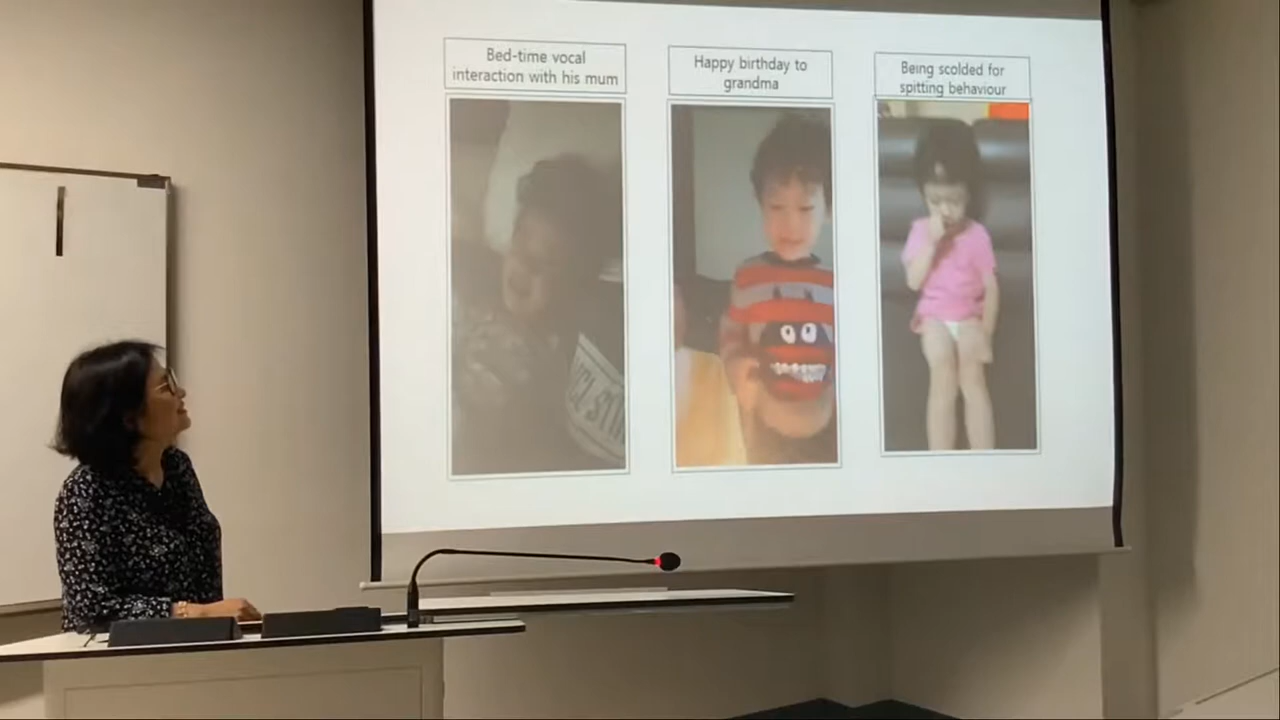 Bed-time vocal
interaction with his mum
Happy birthday to
grandma
Being scolded for
spitting behaviour